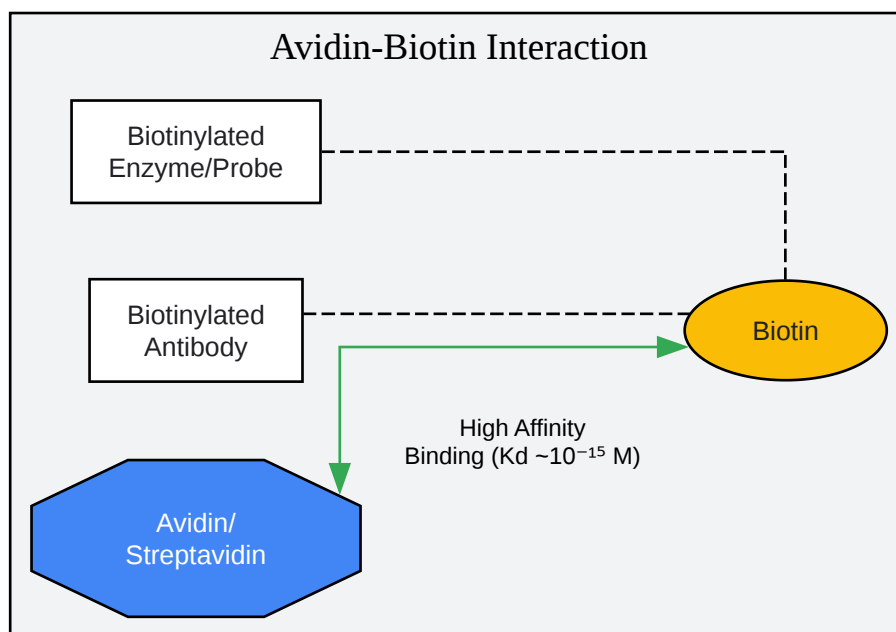 Avidin-Biotin Interaction
Biotinylated
Enzyme/Probe
Biotinylated
Antibody
Biotin
High Affinity
Binding (Kd ~10⁻¹⁵ M)
Avidin/
Streptavidin